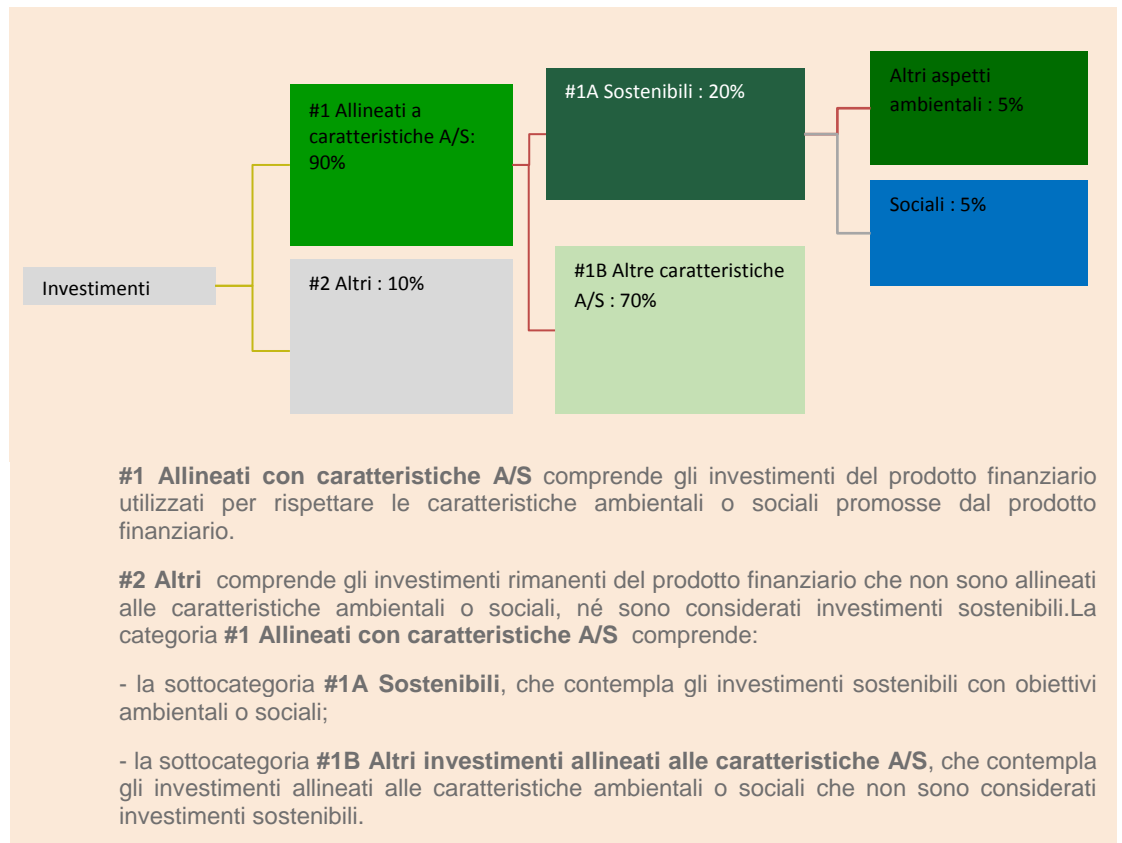 Investimenti
#1 Allineati a
caratteristiche A/S:
90%
#2 Altri : 10%
#1A Sostenibili : 20%
#1B Altre caratteristiche
A/S : 70%
Altri aspetti
ambientali : 5%
Sociali : 5%
#1 Allineati con caratteristiche A/S comprende gli investimenti del prodotto finanziario
utilizzati per rispettare le caratteristiche ambientali o sociali promosse dal prodotto
finanziario.
#2 Altri comprende gli investimenti rimanenti del prodotto finanziario che non sono allineati
alle caratteristiche ambientali o sociali, né sono considerati investimenti sostenibili.La
categoria #1 Allineati con caratteristiche A/S comprende:
- la sottocategoria #1A Sostenibili, che contempla gli investimenti sostenibili con obiettivi
ambientali o sociali;
- la sottocategoria #1B Altri investimenti allineati alle caratteristiche A/S, che contempla
gli investimenti allineati alle caratteristiche ambientali o sociali che non sono considerati
investimenti sostenibili.